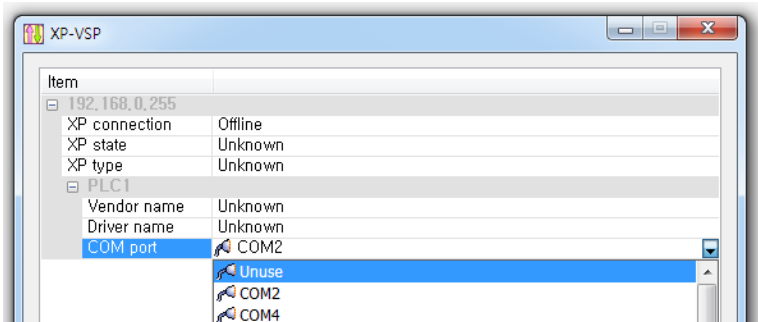 XP-VSP
Item
192.168.0.255
XP connection Offline
XP state Unknown
XP type Unknown
PLC1
Vendor name Unknown
Driver name Unknown
COM port COM2
Unuse
COM2
COM4